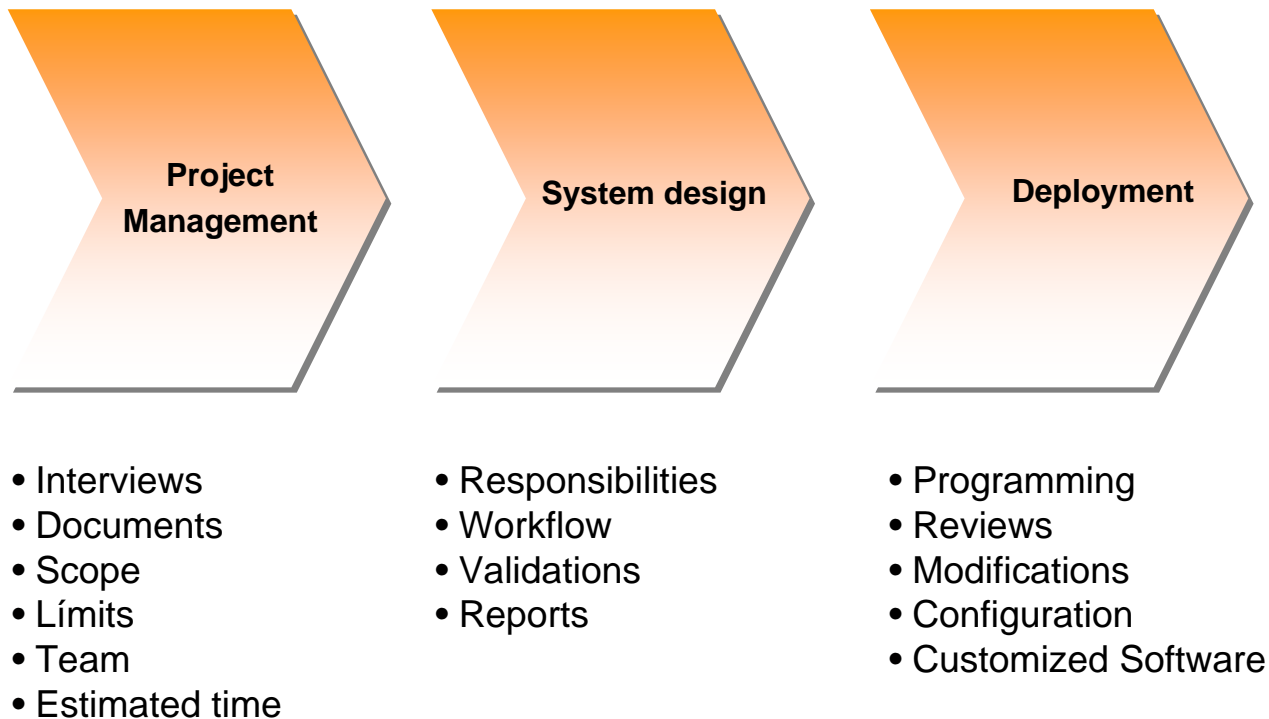 Project
Management
System design
Deployment
• Interviews
• Documents
• Scope
• Límits
• Team
• Estimated time
• Responsibilities
• Workflow
• Validations
• Reports
• Programming
• Reviews
• Modifications
• Configuration
• Customized Software